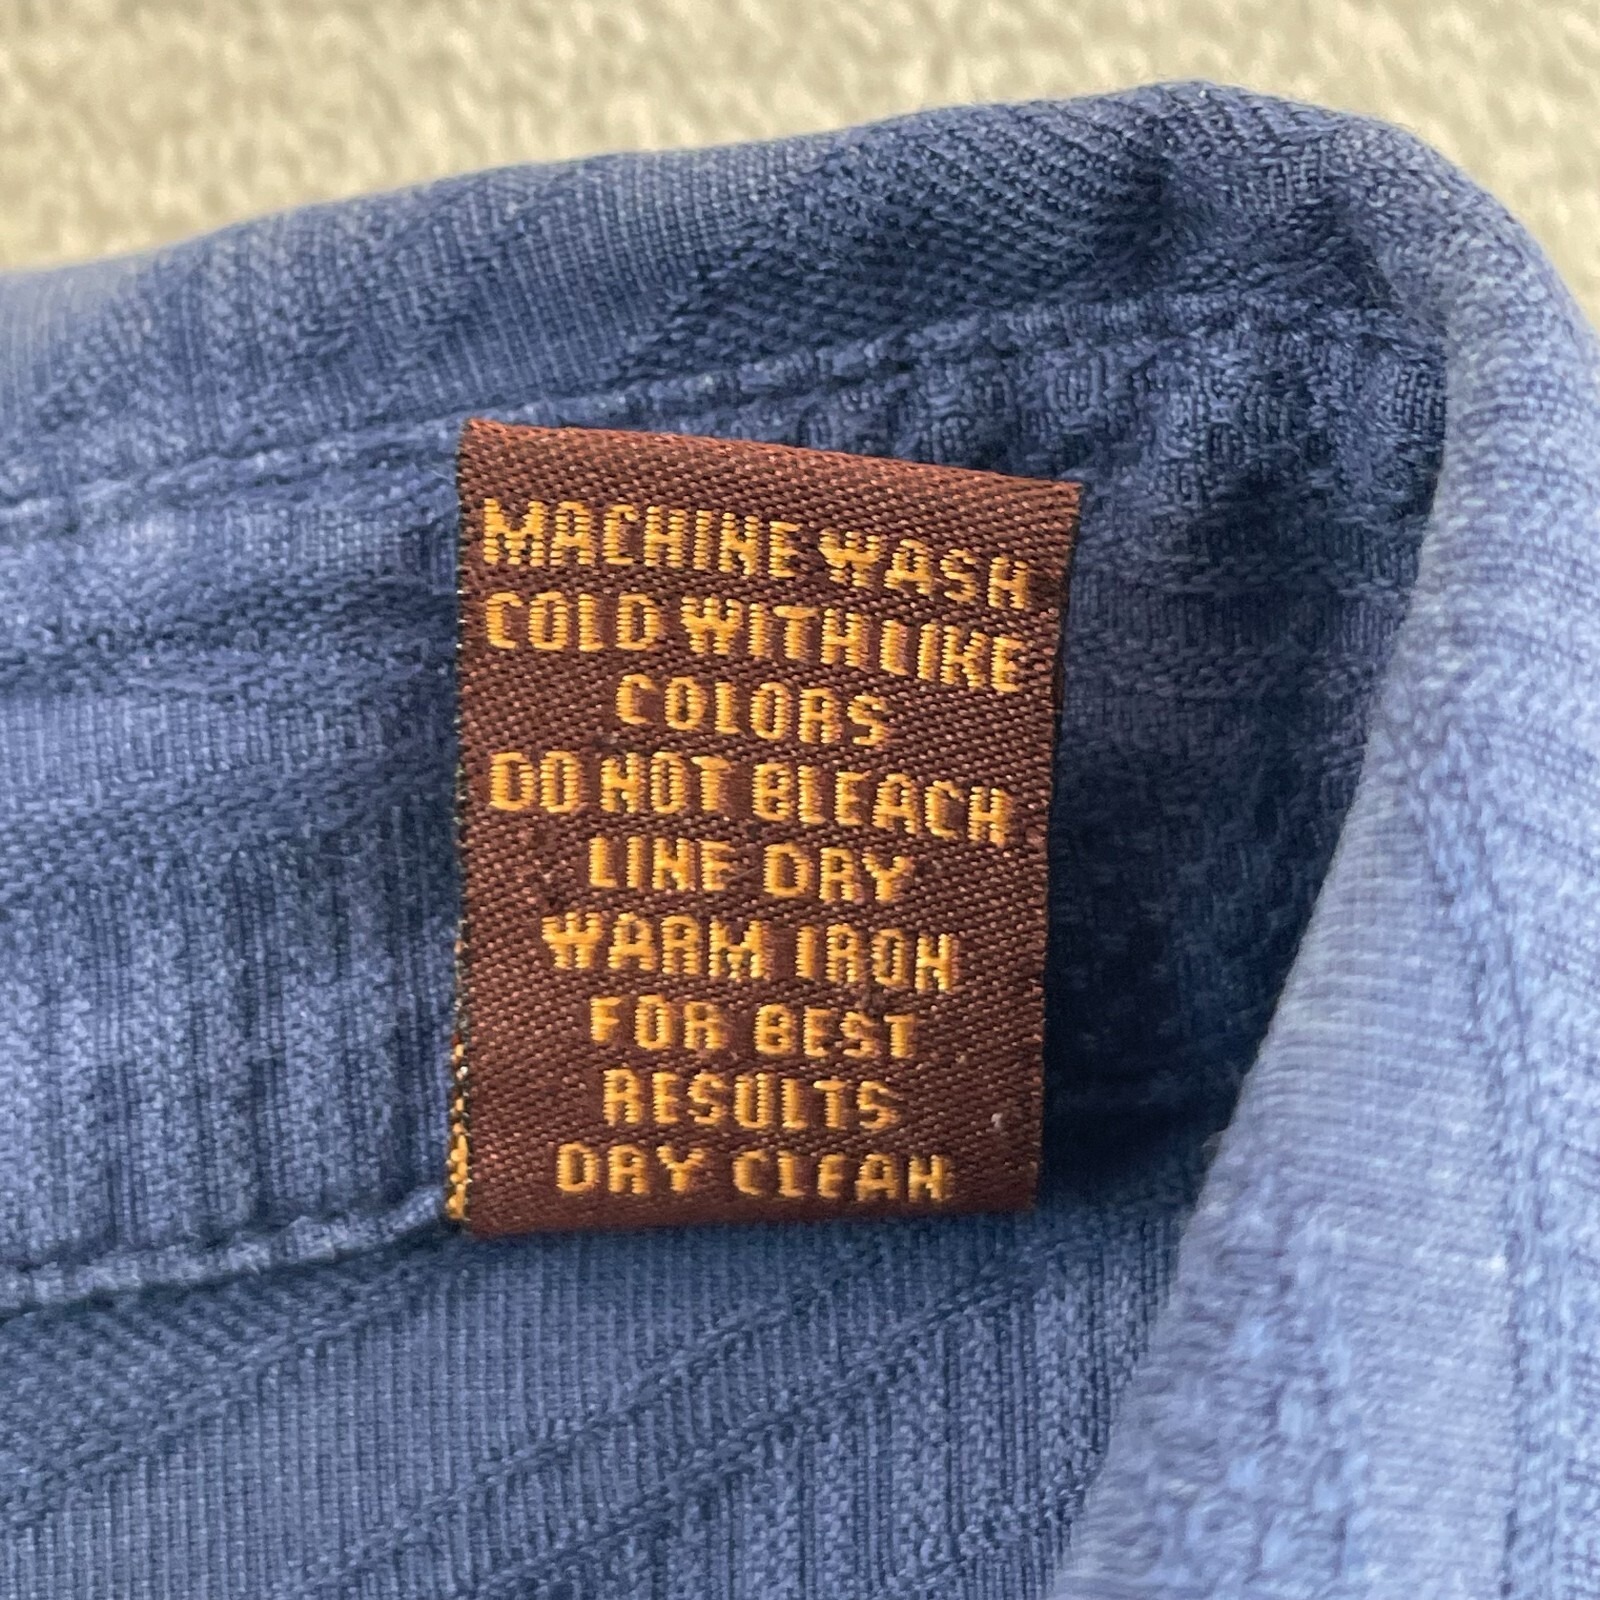 MACHINE WASH
COLD WITH LIKE
COLORS
DO NOT BLEACH
LINE DRY
WARM IRON
FOR BEST
RESULTS
DRY CLEAN